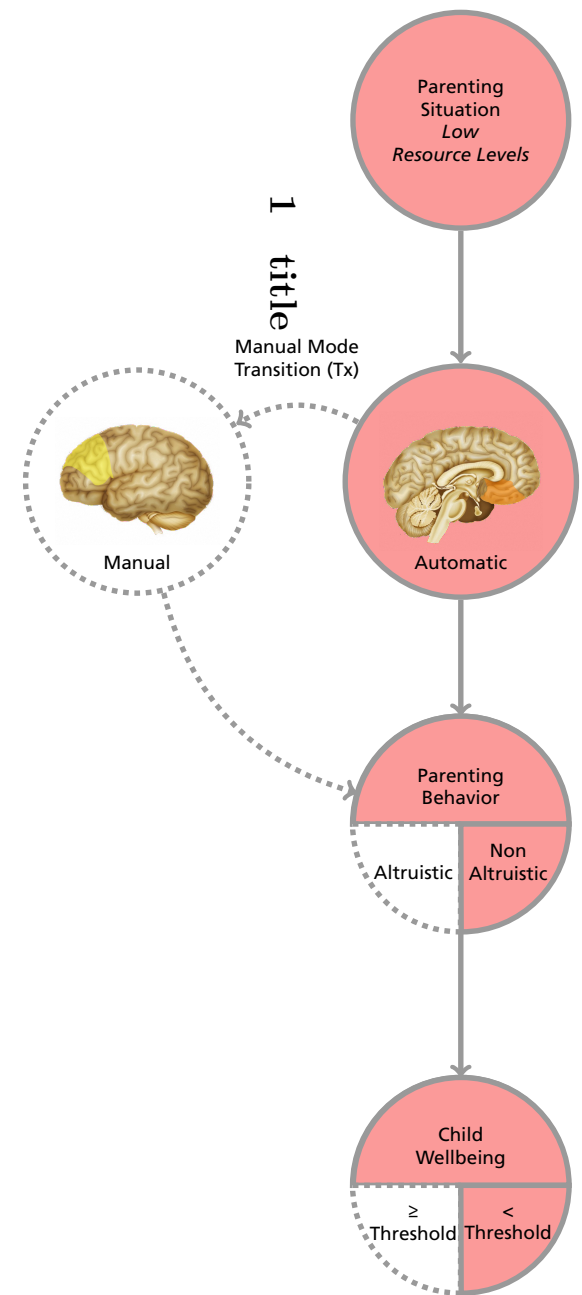 Parenting
Situation
Low
Resource Levels
1 title
Manual Mode
Transition (Tx)
Manual
Automatic
Parenting
Behavior
Altruistic
Non
Altruistic
Child
Wellbeing
≥
Threshold
<
Threshold